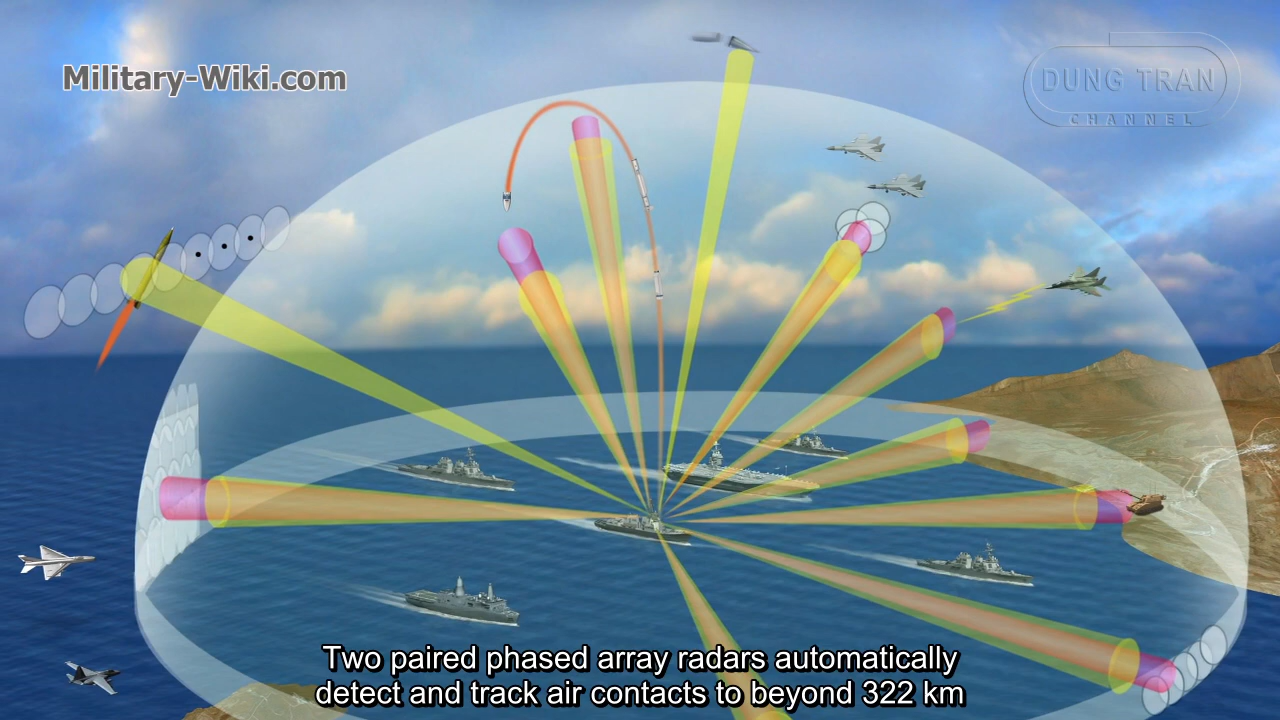 Military-Wiki.com
DUNG TRAN
CHANNEL
Two paired phased array radars automatically
detect and track air contacts to beyond 322 km